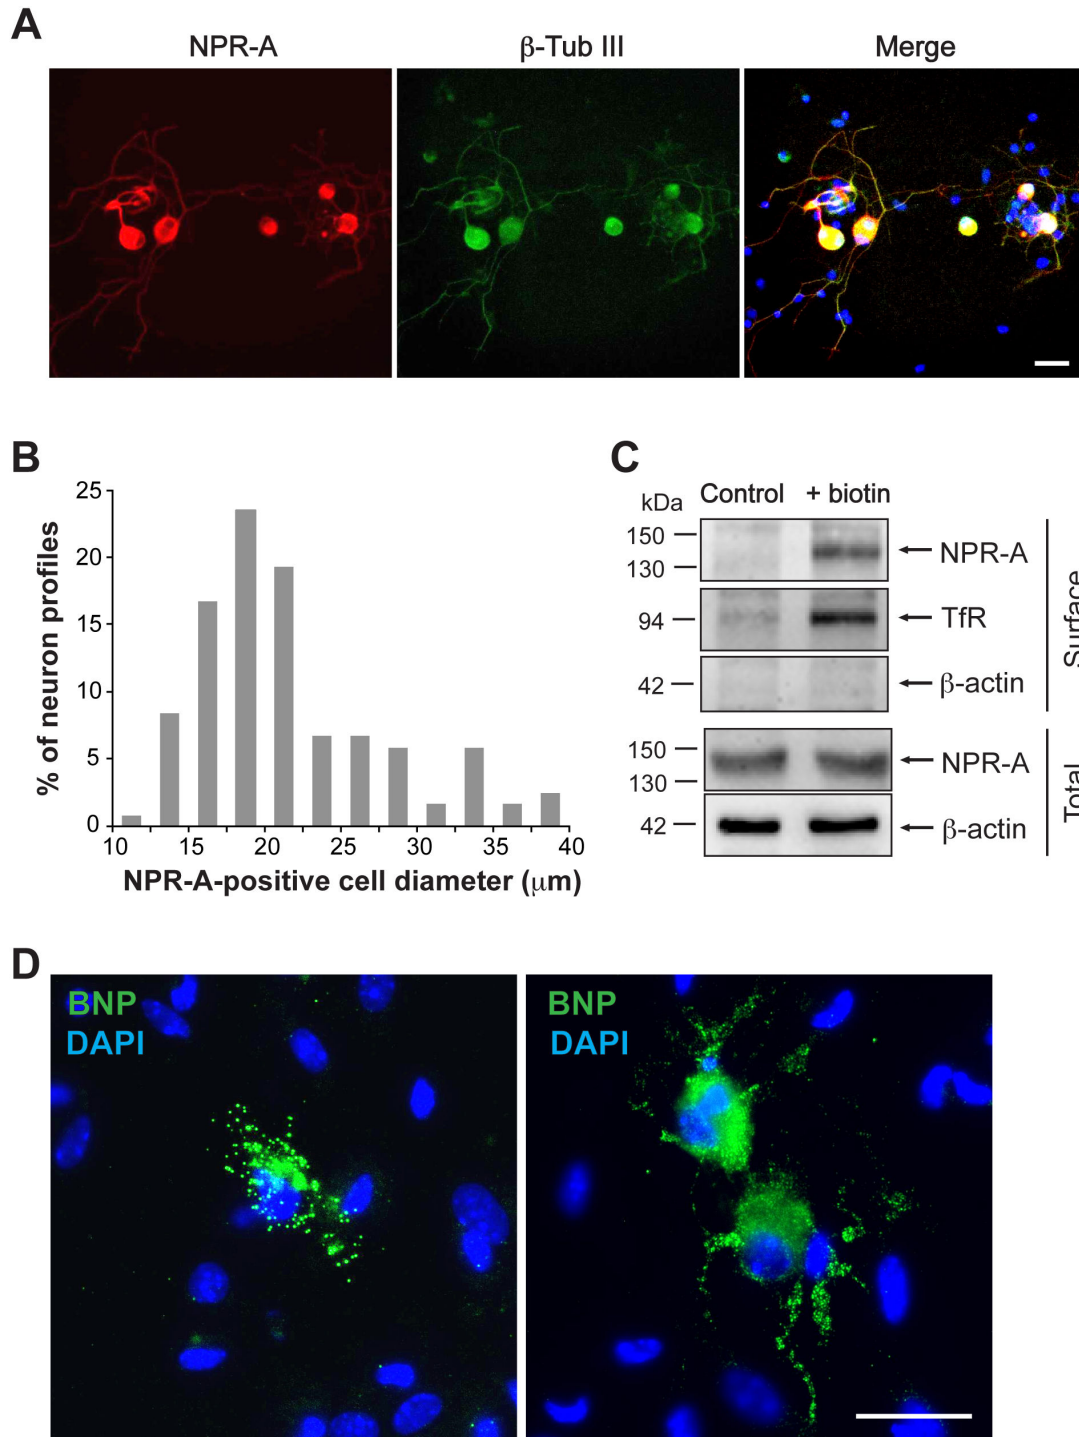 A
NPR-A
β-Tub III
Merge
B
% of neuron profiles
25
20
15
10
5
0
10 15 20 25 30 35 40
NPR-A-positive cell diameter (μm)
C
kDa
Control
+ biotin
150
130
NPR-A
94
TfR
42
β-actin
Surface
150
130
NPR-A
42
β-actin
Total
D
BNP
DAPI
BNP
DAPI